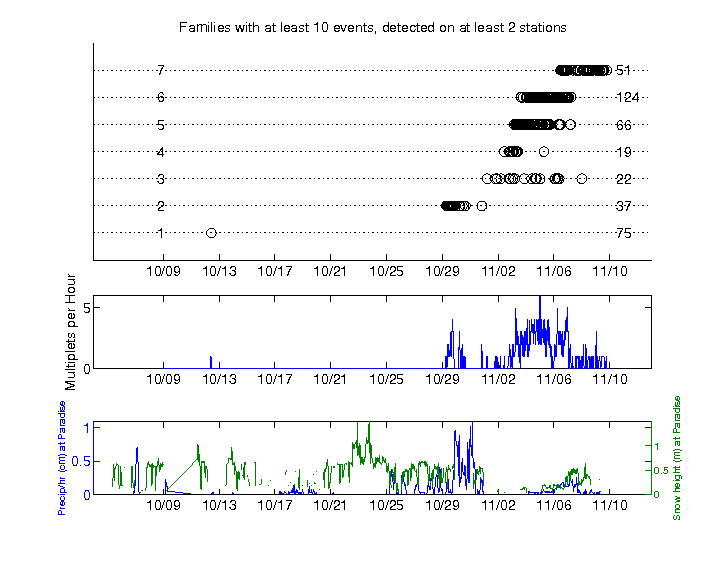 Families with at least 10 events, detected on at least 2 stations
7 51
6 124
5 66
4 19
3 22
2 37
1 75
10/09 10/13 10/17 10/21 10/25 10/29 11/02 11/06 11/10
Multiplets per Hour
5
0
10/09 10/13 10/17 10/21 10/25 10/29 11/02 11/06 11/10
Precip/hr (cm) at Paradise
1
0.5
0
Snow height (m) at Paradise
1
0.5
0
10/09 10/13 10/17 10/21 10/25 10/29 11/02 11/06 11/10